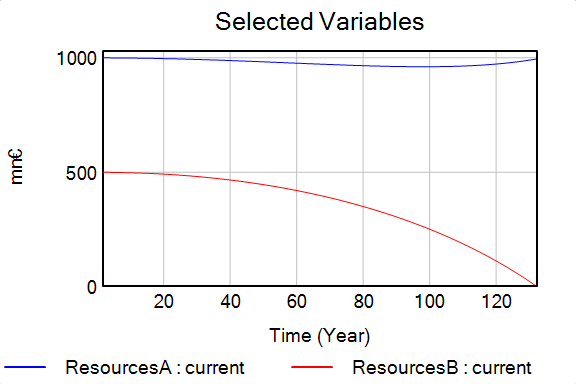 Selected Variables
1000
mn€
500
0
20 40 60 80 100 120
Time (Year)
ResourcesA : current ResourcesB : current